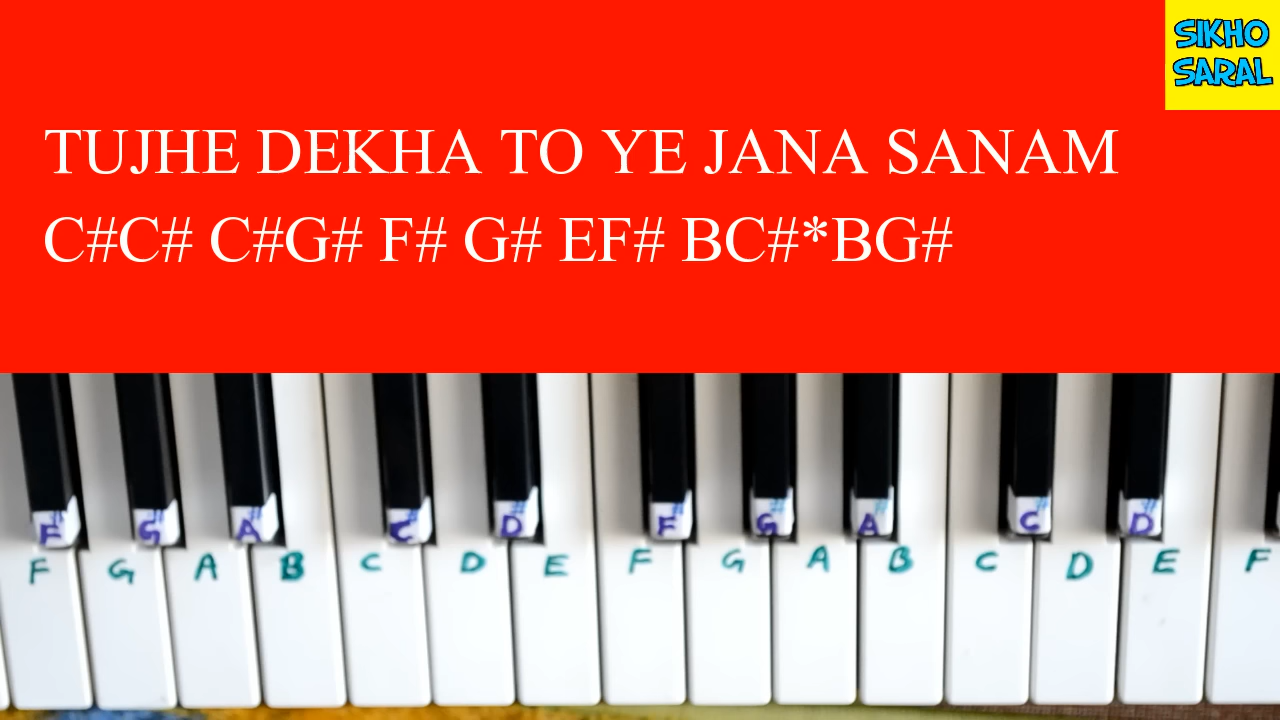 SIKHO
SARAL
TUJHE DEKHA TO YE JANA SANAM
C#C# C#G# F# G# EF# BC#*BG#
F# G# A# C# D# F# G# A# C# D#
F G A B C D E F G A B C D E F